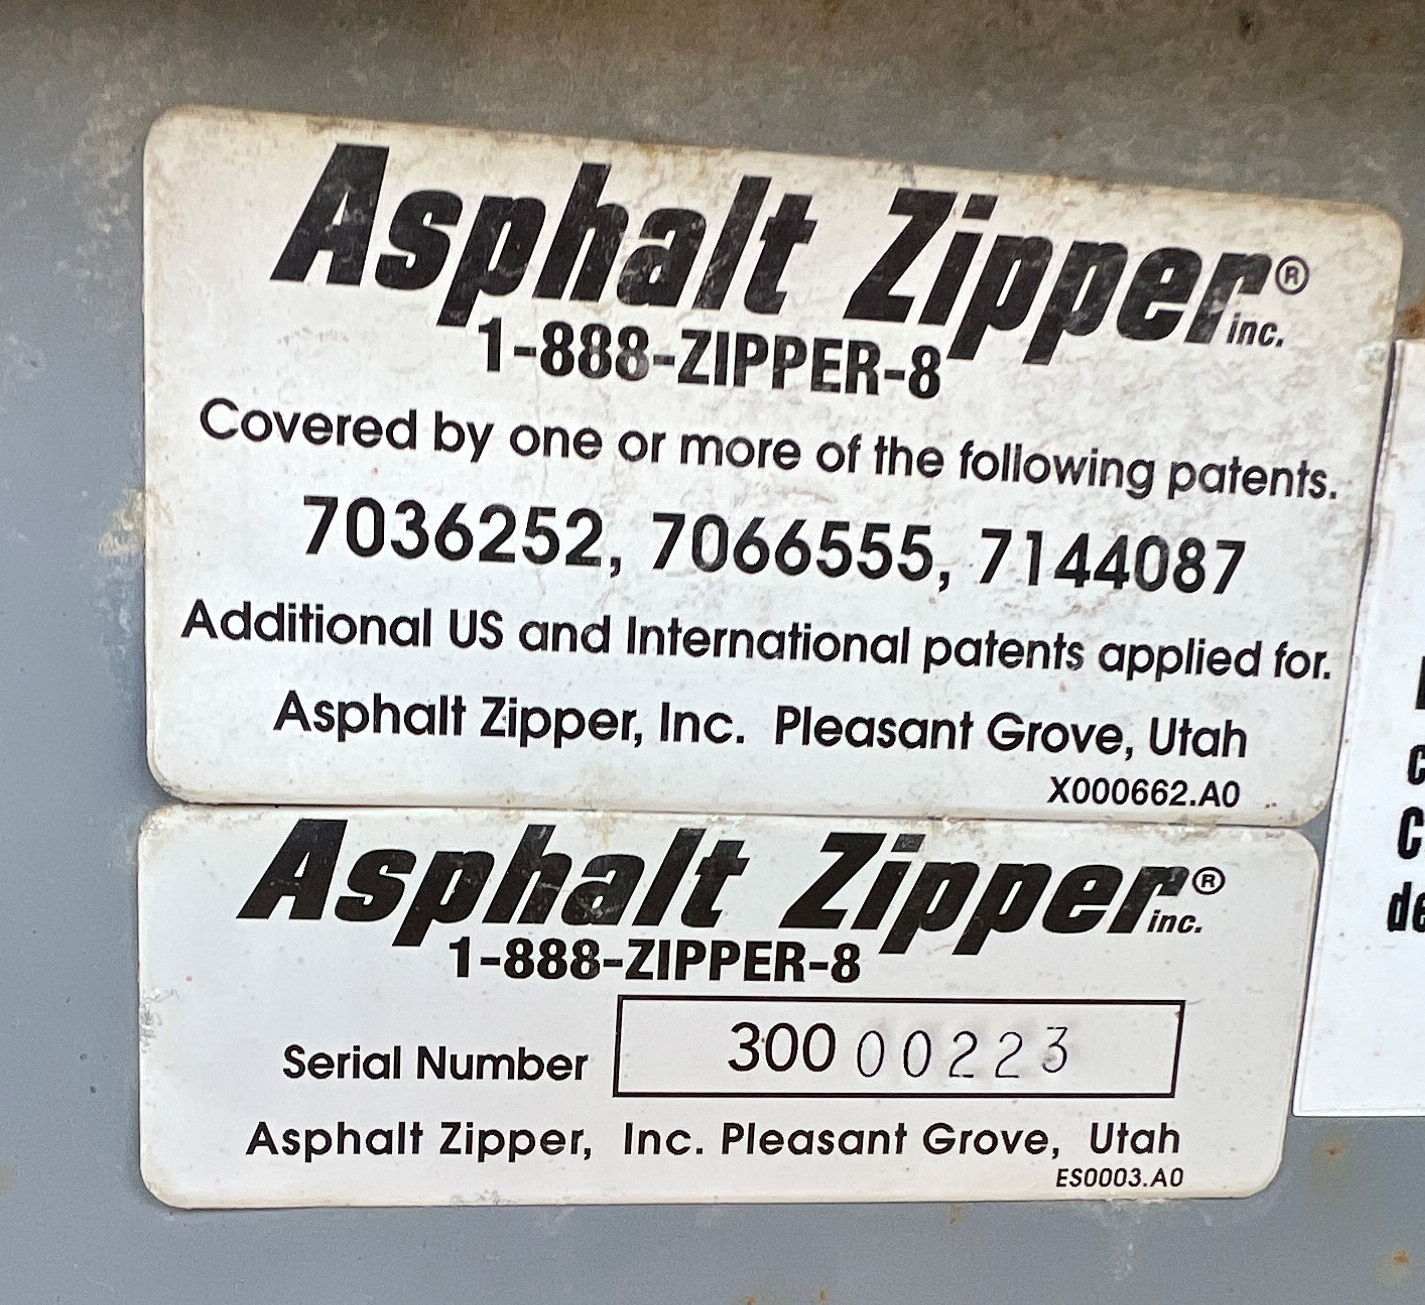 Asphalt Zipper® inc.
1-888-ZIPPER-8
Covered by one or more of the following patents.
7036252, 7066555, 7144087
Additional US and International patents applied for.
Asphalt Zipper, Inc. Pleasant Grove, Utah
X000662.A0
Asphalt Zipper® inc.
1-888-ZIPPER-8
Serial Number 300 00223
Asphalt Zipper, Inc. Pleasant Grove, Utah
ES0003.A0